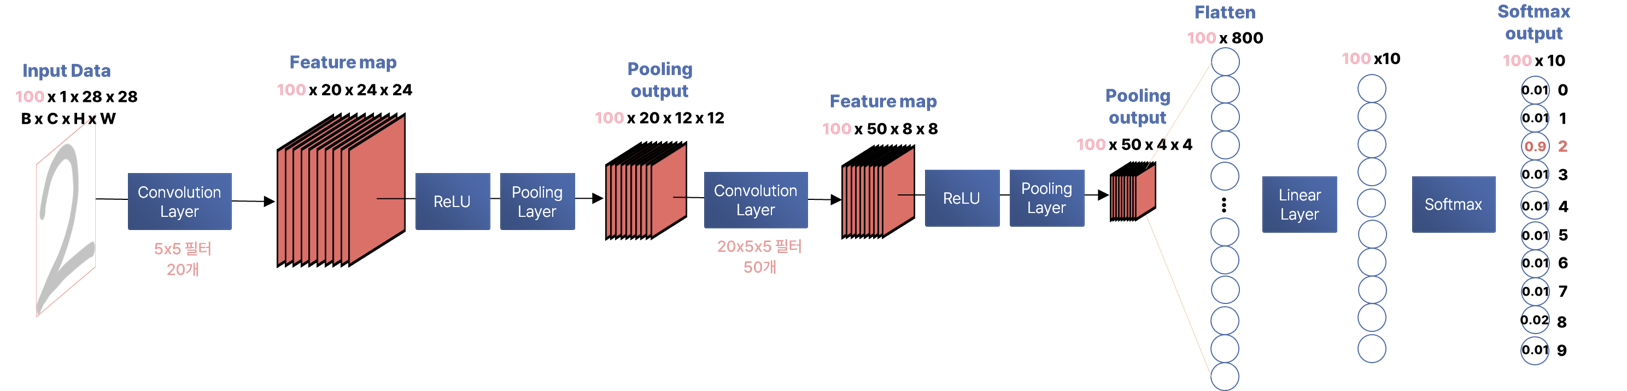 Input Data
100 x 1 x 28 x 28
B x C x H x W
Convolution
Layer
5x5 필터
20개
Feature map
100 x 20 x 24 x 24
ReLU
Pooling
Layer
Pooling
output
100 x 20 x 12 x 12
Convolution
Layer
20x5x5 필터
50개
Feature map
100 x 50 x 8 x 8
ReLU
Pooling
Layer
Pooling
output
100 x 50 x 4 x 4
Flatten
100 x 800
Linear
Layer
100 x10
Softmax
Softmax
output
100 x 10
0.01 0
0.01 1
0.9 2
0.01 3
0.01 4
0.01 5
0.01 6
0.01 7
0.02 8
0.01 9